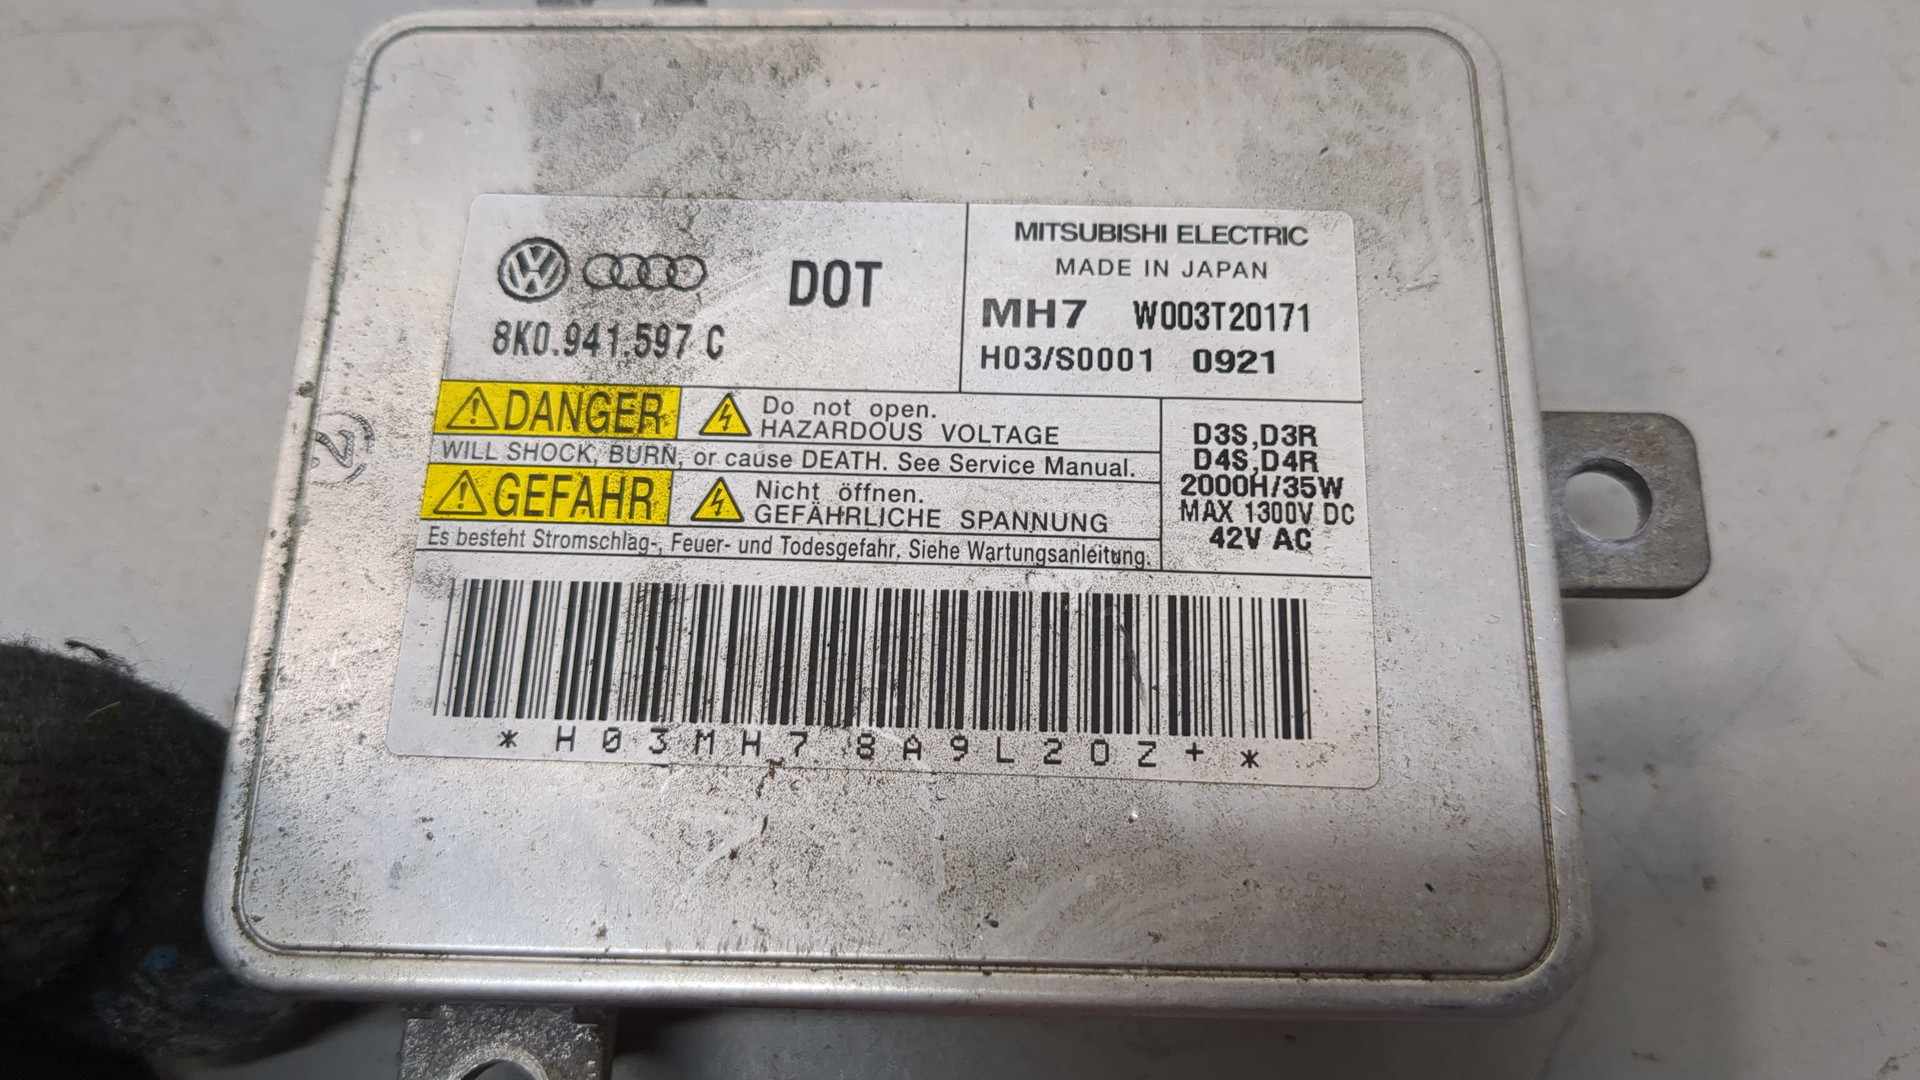 DOT
8K0.941.597 C
MITSUBISHI ELECTRIC
MADE IN JAPAN
MH7 W003T20171
H03/S0001 0921
DANGER
Do not open.
HAZARDOUS VOLTAGE
WILL SHOCK, BURN, or cause DEATH. See Service Manual.
GEFAHR
Nicht öffnen.
GEFÄHRLICHE SPANNUNG
Es besteht Stromschlag-, Feuer- und Todesgefahr. Siehe Wartungsanleitung.
D3S,D3R
D4S,D4R
2000H/35W
MAX 1300V DC
42V AC
*H03MH78A9L20Z+*
2